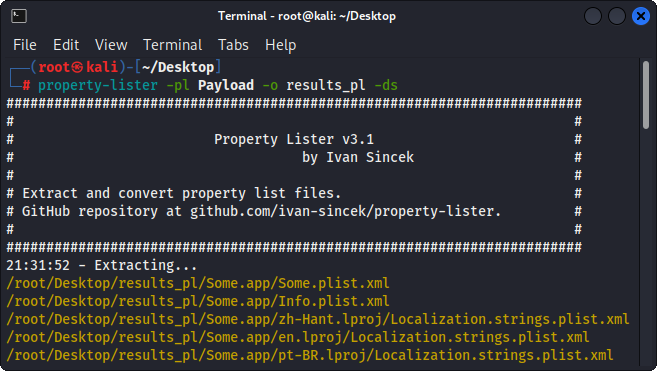 Terminal - root@kali: ~/Desktop
File Edit View Terminal Tabs Help
┌──(root㉿kali)-[~/Desktop]
└─# property-lister -pl Payload -o results_pl -ds
########################################################################
#                                                                      #
#                         Property Lister v3.1                         #
#                                    by Ivan Sincek                    #
#                                                                      #
# Extract and convert property list files.                             #
# GitHub repository at github.com/ivan-sincek/property-lister.         #
#                                                                      #
########################################################################
21:31:52 - Extracting...
/root/Desktop/results_pl/Some.app/Some.plist.xml
/root/Desktop/results_pl/Some.app/Info.plist.xml
/root/Desktop/results_pl/Some.app/zh-Hant.lproj/Localization.strings.plist.xml
/root/Desktop/results_pl/Some.app/en.lproj/Localization.strings.plist.xml
/root/Desktop/results_pl/Some.app/pt-BR.lproj/Localization.strings.plist.xml